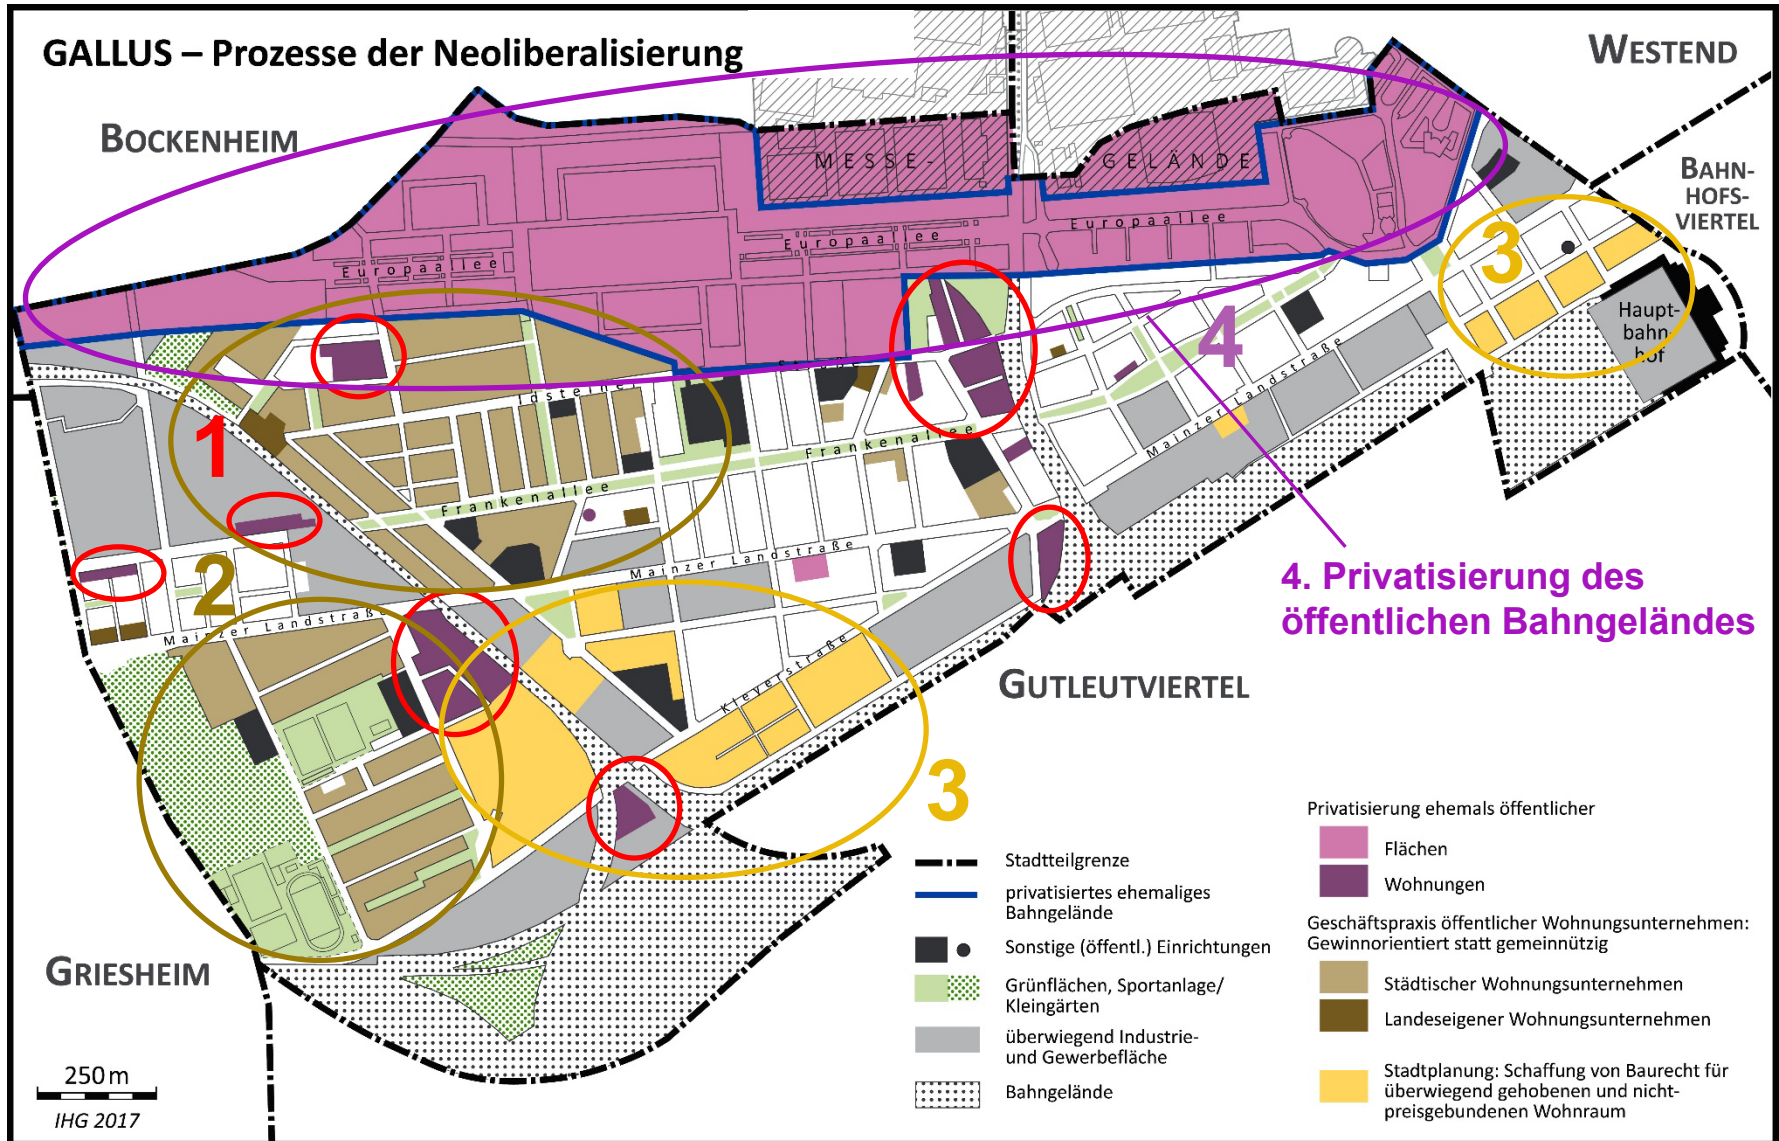 GALLUS – Prozesse der Neoliberalisierung
WESTEND
BOCKENHEIM
BAHN-
HOFS-
VIERTEL
MESSE-
GELÄNDE
Europaallee
Europaallee
Europaallee
3
Haupt-
bahn-
hof
4
Idsteiner
Mainzer Landstraße
1
Frankenallee
Frankenallee
Mainzer Landstraße
2
4. Privatisierung des
öffentlichen Bahngeländes
Mainzer Landstraße
Kleyerstraße
GUTLEUTVIERTEL
3
GRIESHEIM
250 m
IHG 2017
Stadtteilgrenze
privatisiertes ehemaliges
Bahngelände
Sonstige (öffentl.) Einrichtungen
Grünflächen, Sportanlage/
Kleingärten
überwiegend Industrie-
und Gewerbefläche
Bahngelände
Privatisierung ehemals öffentlicher
Flächen
Wohnungen
Geschäftspraxis öffentlicher Wohnungsunternehmen:
Gewinnorientiert statt gemeinnützig
Städtischer Wohnungsunternehmen
Landeseigener Wohnungsunternehmen
Stadtplanung: Schaffung von Baurecht für
überwiegend gehobenen und nicht-
preisgebundenen Wohnraum